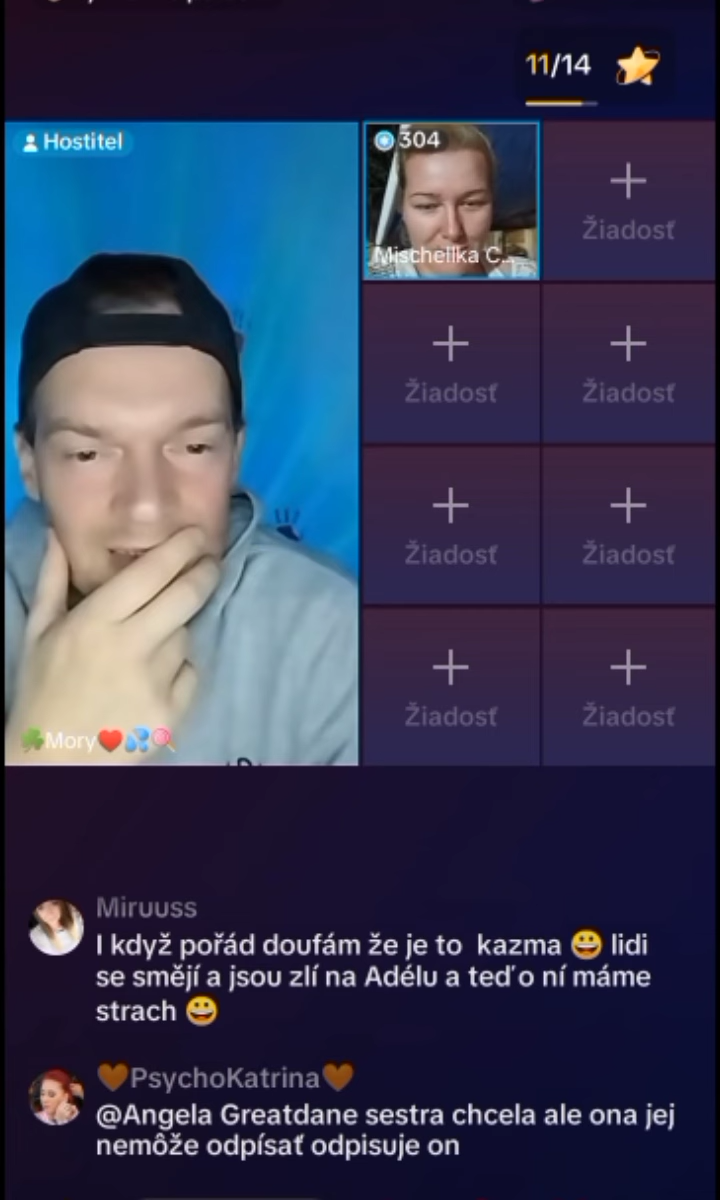 11/14
Hostitel
304
Mischellka C...
Žiadosť
Žiadosť
Žiadosť
Žiadosť
Žiadosť
Žiadosť
Žiadosť
🍀Mory❤️💦🍭
Miruuss
I když pořád doufám že je to kazma 😀 lidi
se smějí a jsou zlí na Adélu a teď o ní máme
strach 😀
🤎PsychoKatrina🤎
@Angela Greatdane sestra chcela ale ona jej
nemôže odpísať odpisuje on